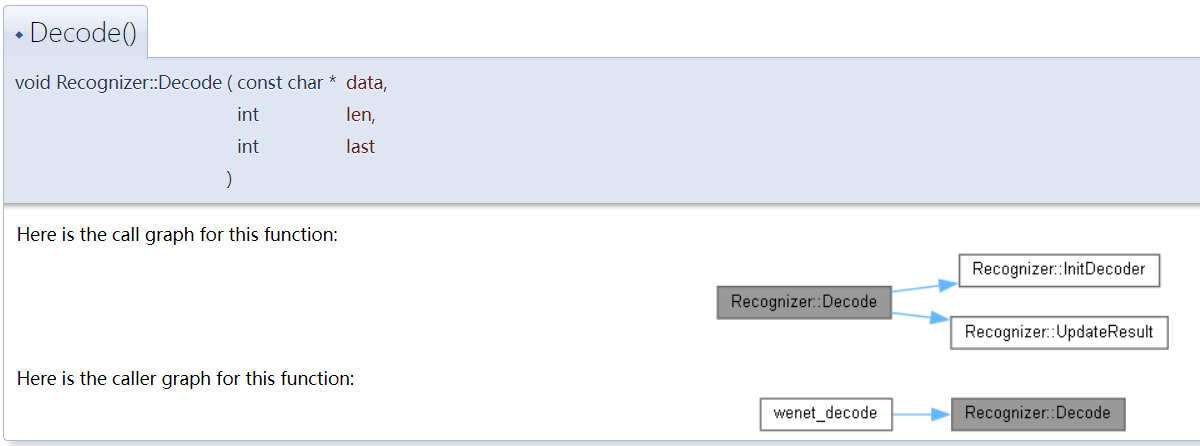 Decode()
void Recognizer::Decode ( const char * data,
int len,
int last
)
Here is the call graph for this function:
Recognizer::InitDecoder
Recognizer::Decode
Recognizer::UpdateResult
Here is the caller graph for this function:
wenet_decode Recognizer::Decode